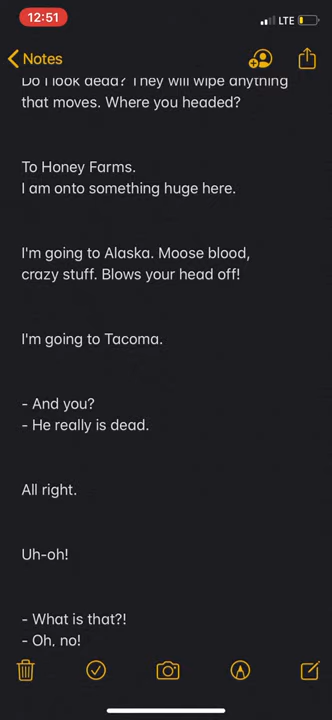 12:51
LTE
Notes
Do I look dead? They will wipe anything
that moves. Where you headed?
To Honey Farms.
I am onto something huge here.
I'm going to Alaska. Moose blood,
crazy stuff. Blows your head off!
I'm going to Tacoma.
- And you?
- He really is dead.
All right.
Uh-oh!
- What is that?!
- Oh, no!